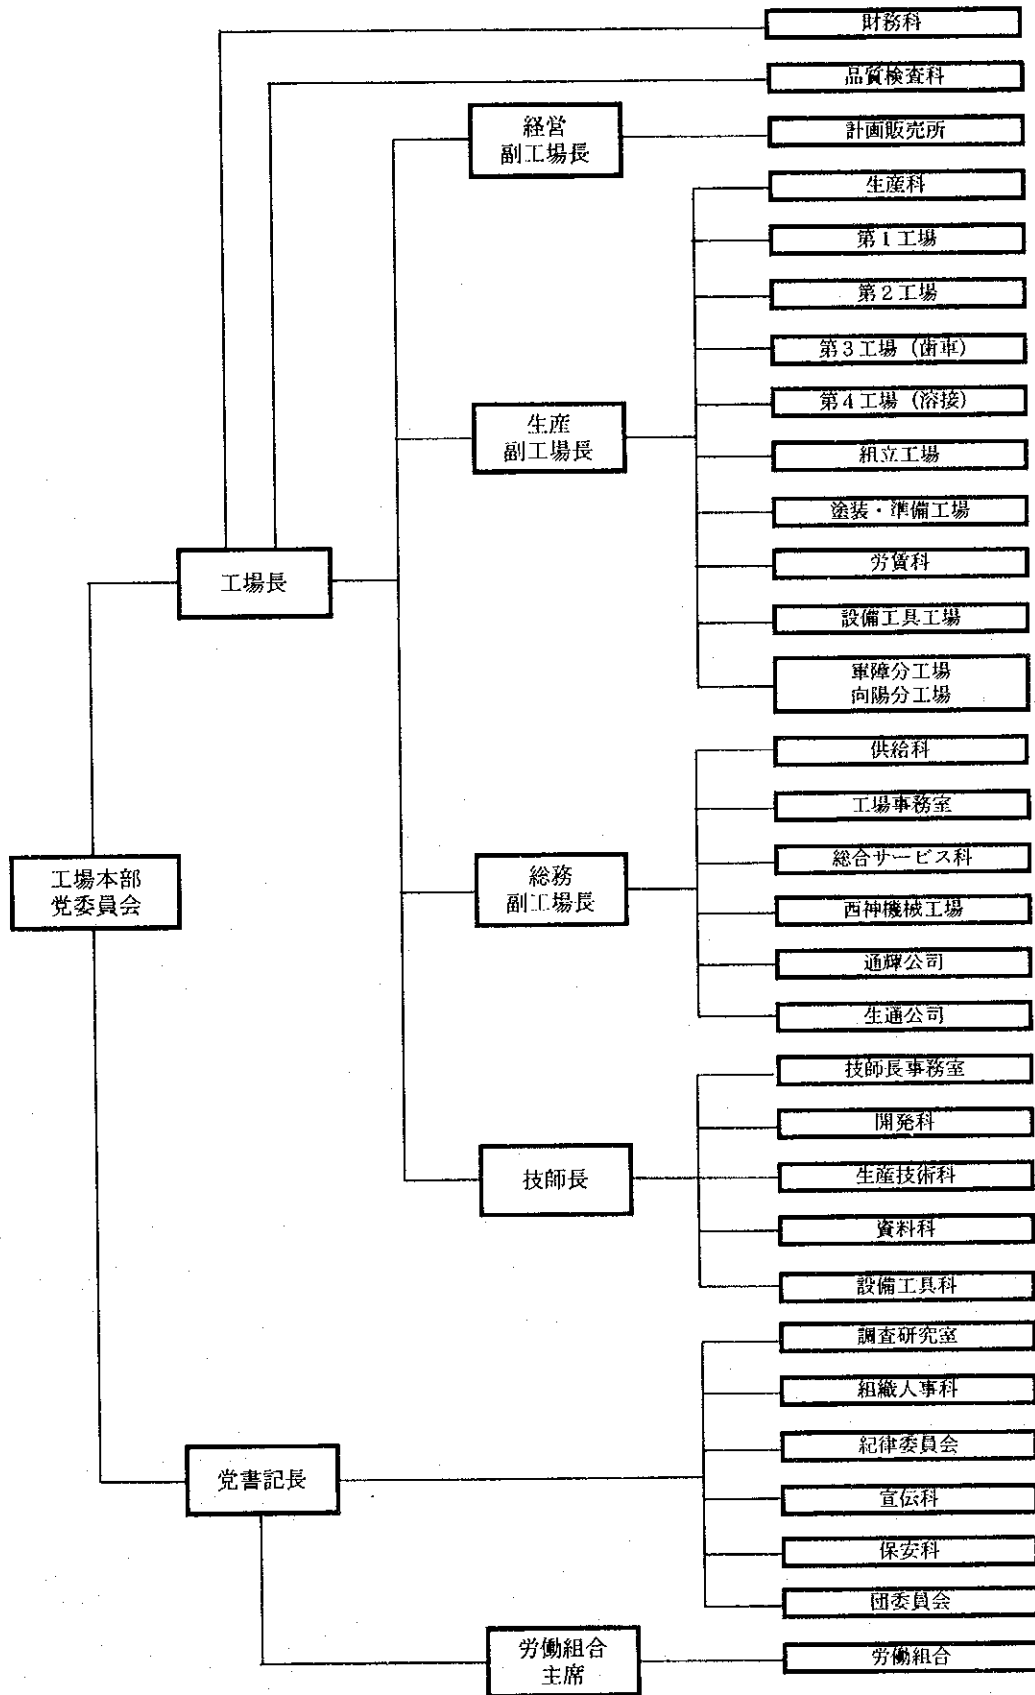 財務科
品質検査科
経営
副工場長
計画販売所
生産科
第1工場
第2工場
第3工場（歯車）
第4工場（溶接）
生産
副工場長
組立工場
塗装・準備工場
労賃科
工場長
設備工具工場
軍障分工場
向陽分工場
供給科
工場事務室
工場本部
党委員会
総務
副工場長
総合サービス科
西神機械工場
通輝公司
生通公司
技師長事務室
開発科
技師長
生産技術科
資料科
設備工具科
調査研究室
組織人事科
紀律委員会
党書記長
宣伝科
保安科
団委員会
労働組合
主席
労働組合